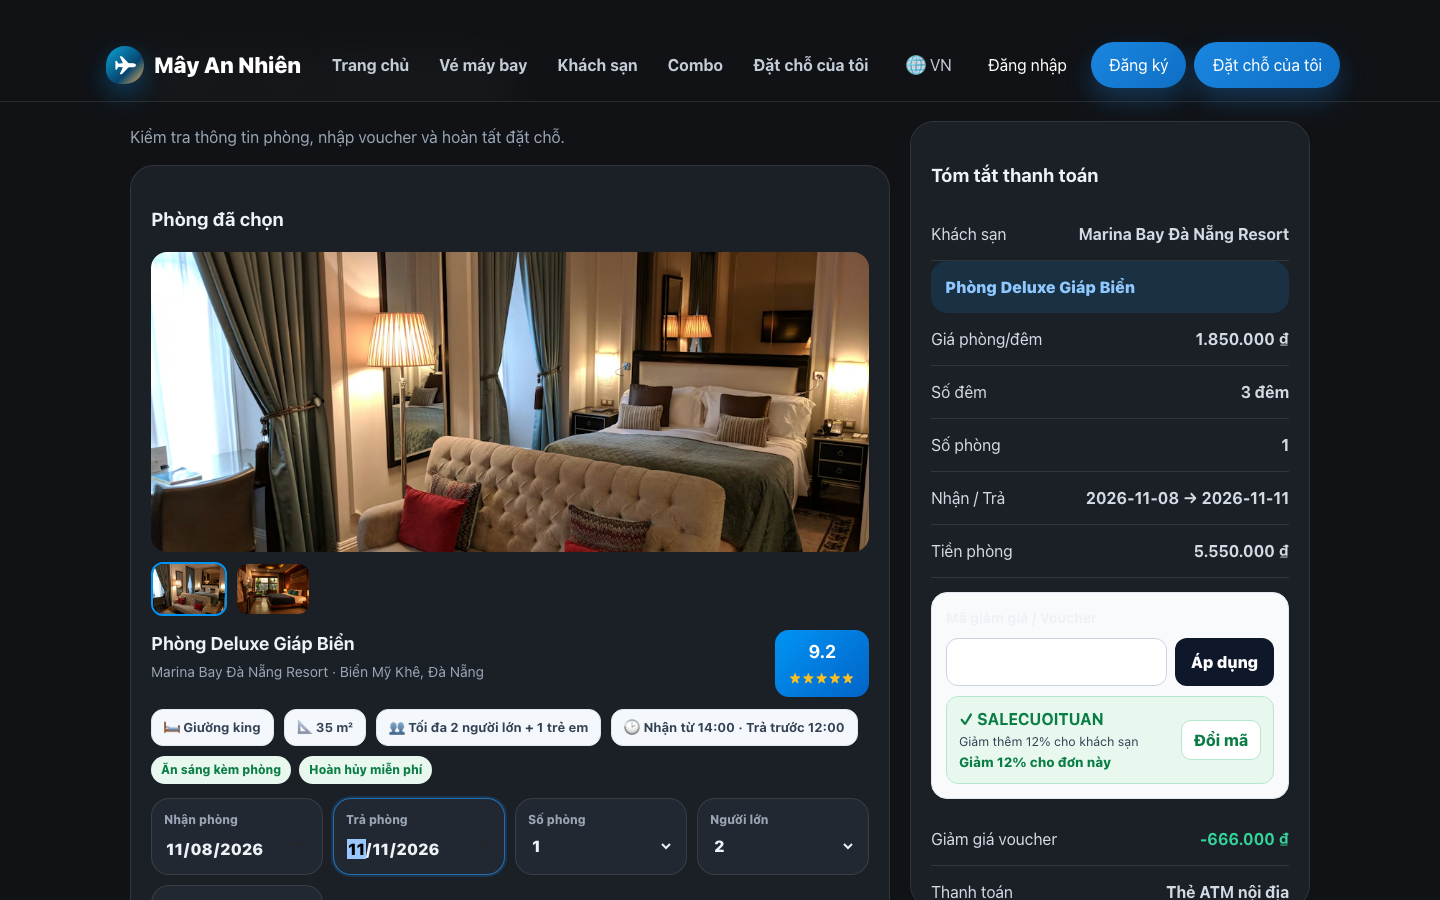 Mây An Nhiên
Trang chủ
Vé máy bay
Khách sạn
Combo
Đặt chỗ của tôi
VN
Đăng nhập
Đăng ký
Đặt chỗ của tôi
Kiểm tra thông tin phòng, nhập voucher và hoàn tất đặt chỗ.
Phòng đã chọn
Phòng Deluxe Giáp Biển
Marina Bay Đà Nẵng Resort · Biển Mỹ Khê, Đà Nẵng
9.2
★★★★★
Giường king
35 m²
Tối đa 2 người lớn + 1 trẻ em
Nhận từ 14:00 · Trả trước 12:00
Ăn sáng kèm phòng
Hoàn hủy miễn phí
Nhận phòng
11/08/2026
Trả phòng
11/11/2026
Số phòng
1
Người lớn
2
Tóm tắt thanh toán
Khách sạn
Marina Bay Đà Nẵng Resort
Phòng Deluxe Giáp Biển
Giá phòng/đêm
1.850.000 ₫
Số đêm
3 đêm
Số phòng
1
Nhận / Trả
2026-11-08 → 2026-11-11
Tiền phòng
5.550.000 ₫
Mã giảm giá / Voucher
Áp dụng
✓ SALECUOITUAN
Giảm thêm 12% cho khách sạn
Giảm 12% cho đơn này
Đổi mã
Giảm giá voucher
-666.000 ₫
Thanh toán
Thẻ ATM nội địa